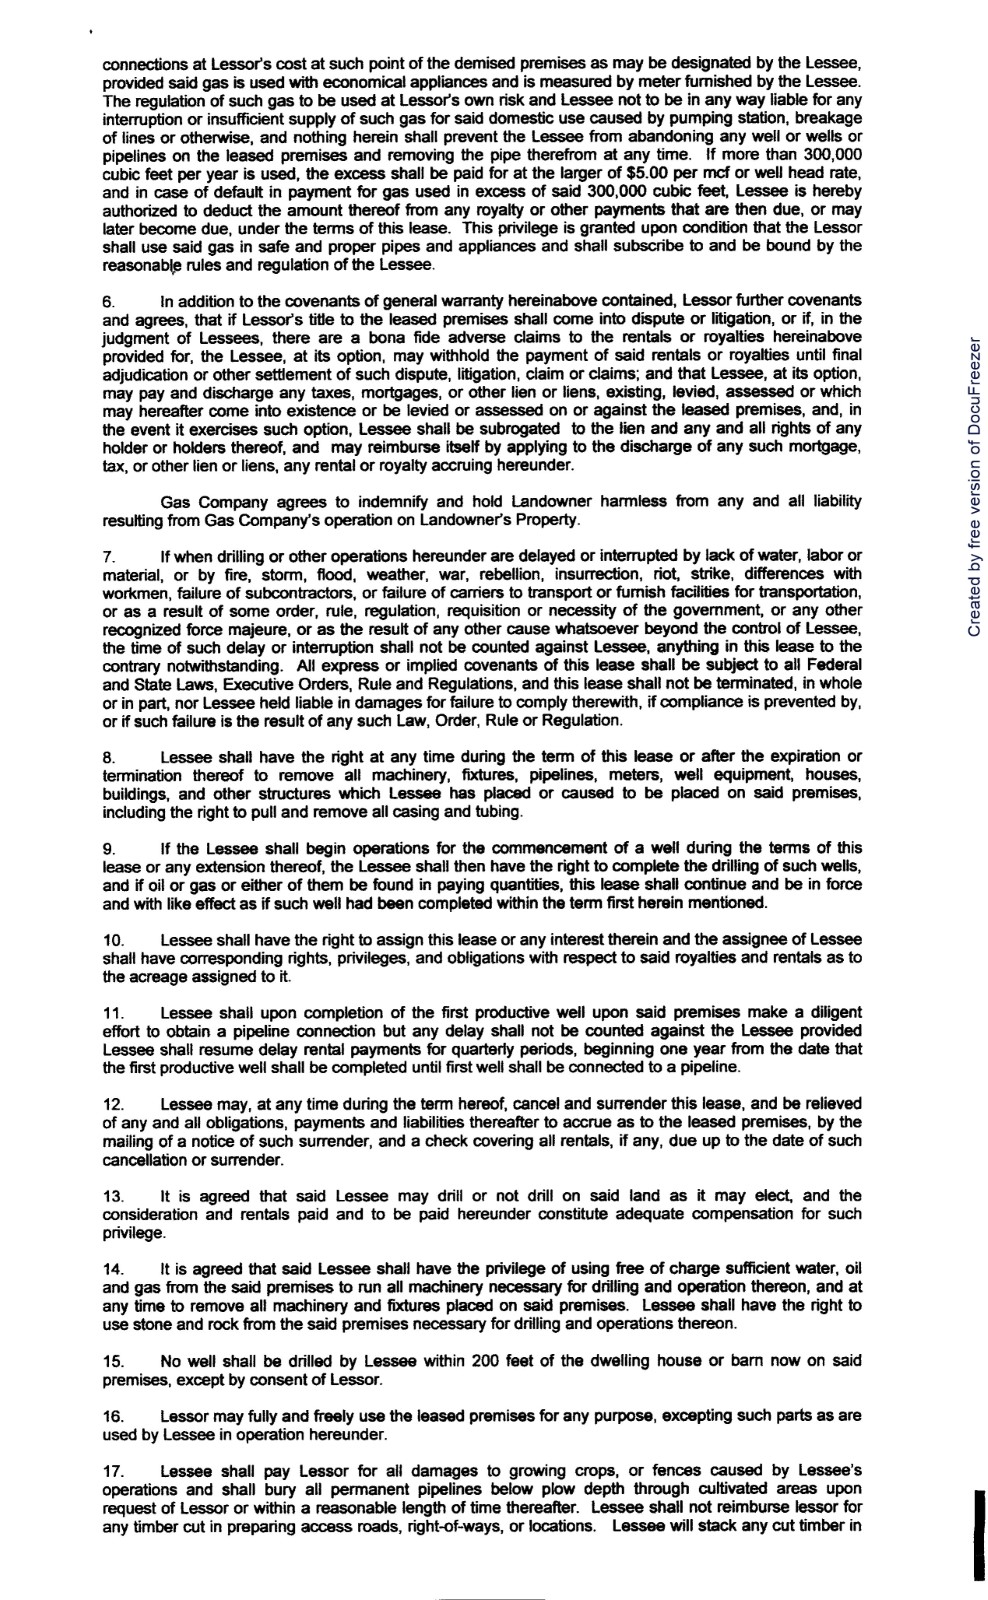 connections at Lessor's cost at such point of the demised premises as may be designated by the Lessee,
provided said gas is used with economical appliances and is measured by meter furnished by the Lessee.
The regulation of such gas to be used at Lessor's own risk and Lessee not to be in any way liable for any
interruption or insufficient supply of such gas for said domestic use caused by pumping station, breakage
of lines or otherwise, and nothing herein shall prevent the Lessee from abandoning any well or wells or
pipelines on the leased premises and removing the pipe therefrom at any time. If more than 300,000
cubic feet per year is used, the excess shall be paid for at the larger of $5.00 per mcf or well head rate,
and in case of default in payment for gas used in excess of said 300,000 cubic feet, Lessee is hereby
authorized to deduct the amount thereof from any royalty or other payments that are then due, or may
later become due, under the terms of this lease. This privilege is granted upon condition that the Lessor
shall use said gas in safe and proper pipes and appliances and shall subscribe to and be bound by the
reasonable rules and regulation of the Lessee.
6. In addition to the covenants of general warranty hereinabove contained, Lessor further covenants
and agrees, that if Lessor's title to the leased premises shall come into dispute or litigation, or if, in the
judgment of Lessees, there are a bona fide adverse claims to the rentals or royalties hereinabove
provided for, the Lessee, at its option, may withhold the payment of said rentals or royalties until final
adjudication or other settlement of such dispute, litigation, claim or claims; and that Lessee, at its option,
may pay and discharge any taxes, mortgages, or other lien or liens, existing, levied, assessed or which
may hereafter come into existence or be levied or assessed on or against the leased premises, and, in
the event it exercises such option, Lessee shall be subrogated to the lien and any and all rights of any
holder or holders thereof, and may reimburse itself by applying to the discharge of any such mortgage,
tax, or other lien or liens, any rental or royalty accruing hereunder.
Gas Company agrees to indemnify and hold Landowner harmless from any and all liability
resulting from Gas Company's operation on Landowner's Property.
7. If when drilling or other operations hereunder are delayed or interrupted by lack of water, labor or
material, or by fire, storm, flood, weather, war, rebellion, insurrection, riot, strike, differences with
workmen, failure of subcontractors, or failure of carriers to transport or furnish facilities for transportation,
or as a result of some order, rule, regulation, requisition or necessity of the government, or any other
recognized force majeure, or as the result of any other cause whatsoever beyond the control of Lessee,
the time of such delay or interruption shall not be counted against Lessee, anything in this lease to the
contrary notwithstanding. All express or implied covenants of this lease shall be subject to all Federal
and State Laws, Executive Orders, Rule and Regulations, and this lease shall not be terminated, in whole
or in part, nor Lessee held liable in damages for failure to comply therewith, if compliance is prevented by,
or if such failure is the result of any such Law, Order, Rule or Regulation.
8. Lessee shall have the right at any time during the term of this lease or after the expiration or
termination thereof to remove all machinery, fixtures, pipelines, meters, well equipment, houses,
buildings, and other structures which Lessee has placed or caused to be placed on said premises,
including the right to pull and remove all casing and tubing.
9. If the Lessee shall begin operations for the commencement of a well during the terms of this
lease or any extension thereof, the Lessee shall then have the right to complete the drilling of such wells,
and if oil or gas or either of them be found in paying quantities, this lease shall continue and be in force
and with like effect as if such well had been completed within the term first herein mentioned.
10. Lessee shall have the right to assign this lease or any interest therein and the assignee of Lessee
shall have corresponding rights, privileges, and obligations with respect to said royalties and rentals as to
the acreage assigned to it.
11. Lessee shall upon completion of the first productive well upon said premises make a diligent
effort to obtain a pipeline connection but any delay shall not be counted against the Lessee provided
Lessee shall resume delay rental payments for quarterly periods, beginning one year from the date that
the first productive well shall be completed until first well shall be connected to a pipeline.
12. Lessee may, at any time during the term hereof, cancel and surrender this lease, and be relieved
of any and all obligations, payments and liabilities thereafter to accrue as to the leased premises, by the
mailing of a notice of such surrender, and a check covering all rentals, if any, due up to the date of such
cancellation or surrender.
13. It is agreed that said Lessee may drill or not drill on said land as it may elect, and the
consideration and rentals paid and to be paid hereunder constitute adequate compensation for such
privilege.
14. It is agreed that said Lessee shall have the privilege of using free of charge sufficient water, oil
and gas from the said premises to run all machinery necessary for drilling and operation thereon, and at
any time to remove all machinery and fixtures placed on said premises. Lessee shall have the right to
use stone and rock from the said premises necessary for drilling and operations thereon.
15. No well shall be drilled by Lessee within 200 feet of the dwelling house or barn now on said
premises, except by consent of Lessor.
16. Lessor may fully and freely use the leased premises for any purpose, excepting such parts as are
used by Lessee in operation hereunder.
17. Lessee shall pay Lessor for all damages to growing crops, or fences caused by Lessee's
operations and shall bury all permanent pipelines below plow depth through cultivated areas upon
request of Lessor or within a reasonable length of time thereafter. Lessee shall not reimburse lessor for
any timber cut in preparing access roads, right-of-ways, or locations. Lessee will stack any cut timber in
Created by free version of DocuFreezer